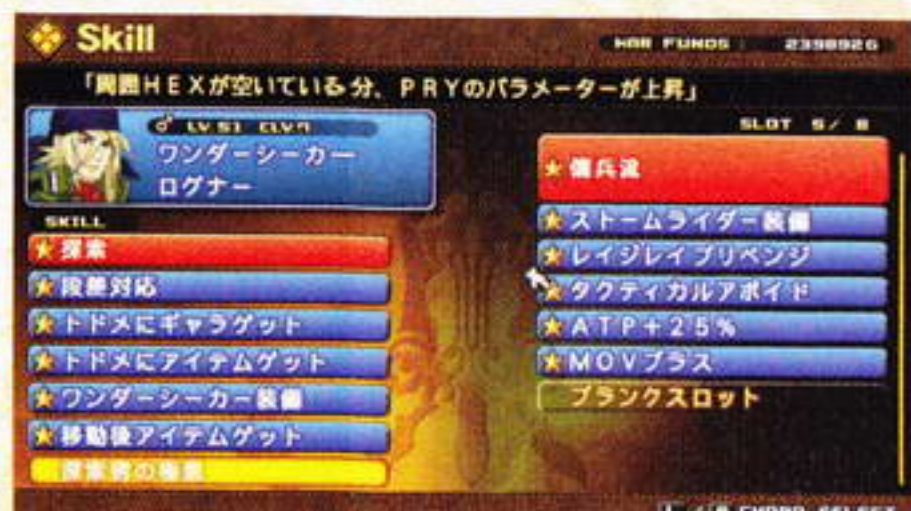 Skill
WAR FUNDS : 2398926
「周囲HEXが空いている分、PRYのパラメーターが上昇」
♂ LV.51 CLV.7
ワンダーシーカー
ログナー
SLOT 5/ 8
傭兵流
SKILL
ストームライダー装備
探索
レイジレイブリベンジ
段差対応
タクティカルアボイド
トドメにギャラゲット
ATP+25%
トドメにアイテムゲット
MOVプラス
ワンダーシーカー装備
ブランクスロット
移動後アイテムゲット
探索者の極意
CHARA SELECT